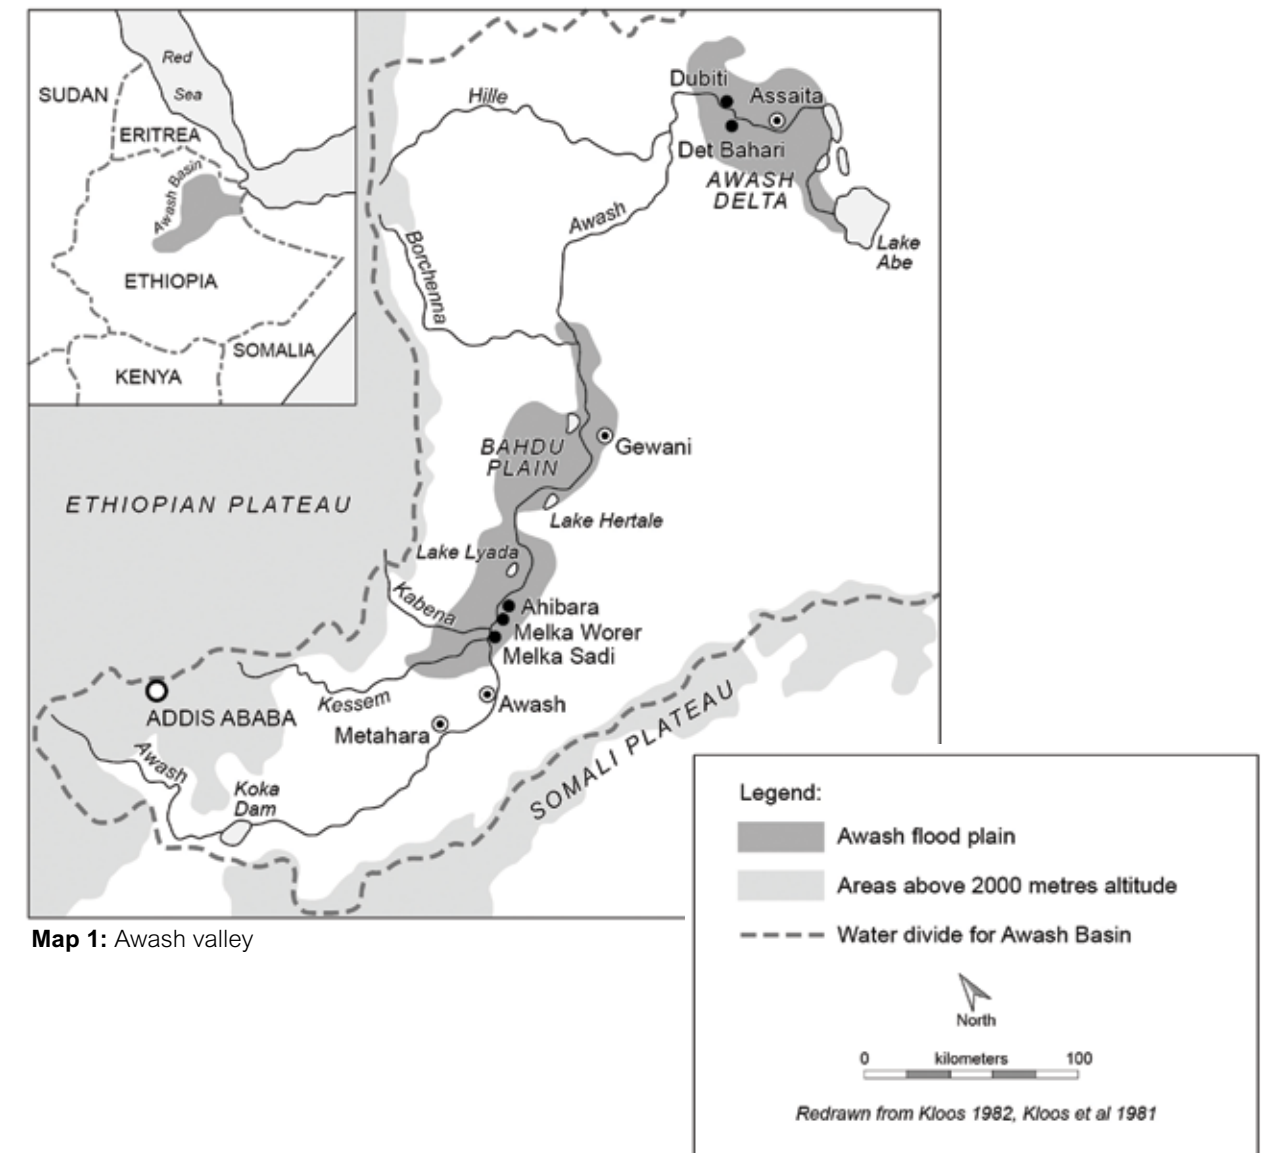 Red
Sea
SUDAN
ERITREA
Awash Basin
ETHIOPIA
SOMALIA
KENYA
Hille
Dubiti
Assaita
Det Bahari
AWASH
DELTA
Awash
Lake
Abe
Borchenna
BAHDU
PLAIN
Gewani
ETHIOPIAN PLATEAU
Lake Hertale
Lake Lyada
Kabena
Ahibara
Melka Worer
Melka Sadi
Kessem
Awash
ADDIS ABABA
Metahara
Awash
Koka
Dam
SOMALI PLATEAU
Map 1: Awash valley
Legend:
Awash flood plain
Areas above 2000 metres altitude
Water divide for Awash Basin
North
0 kilometers 100
Redrawn from Kloos 1982, Kloos et al 1981